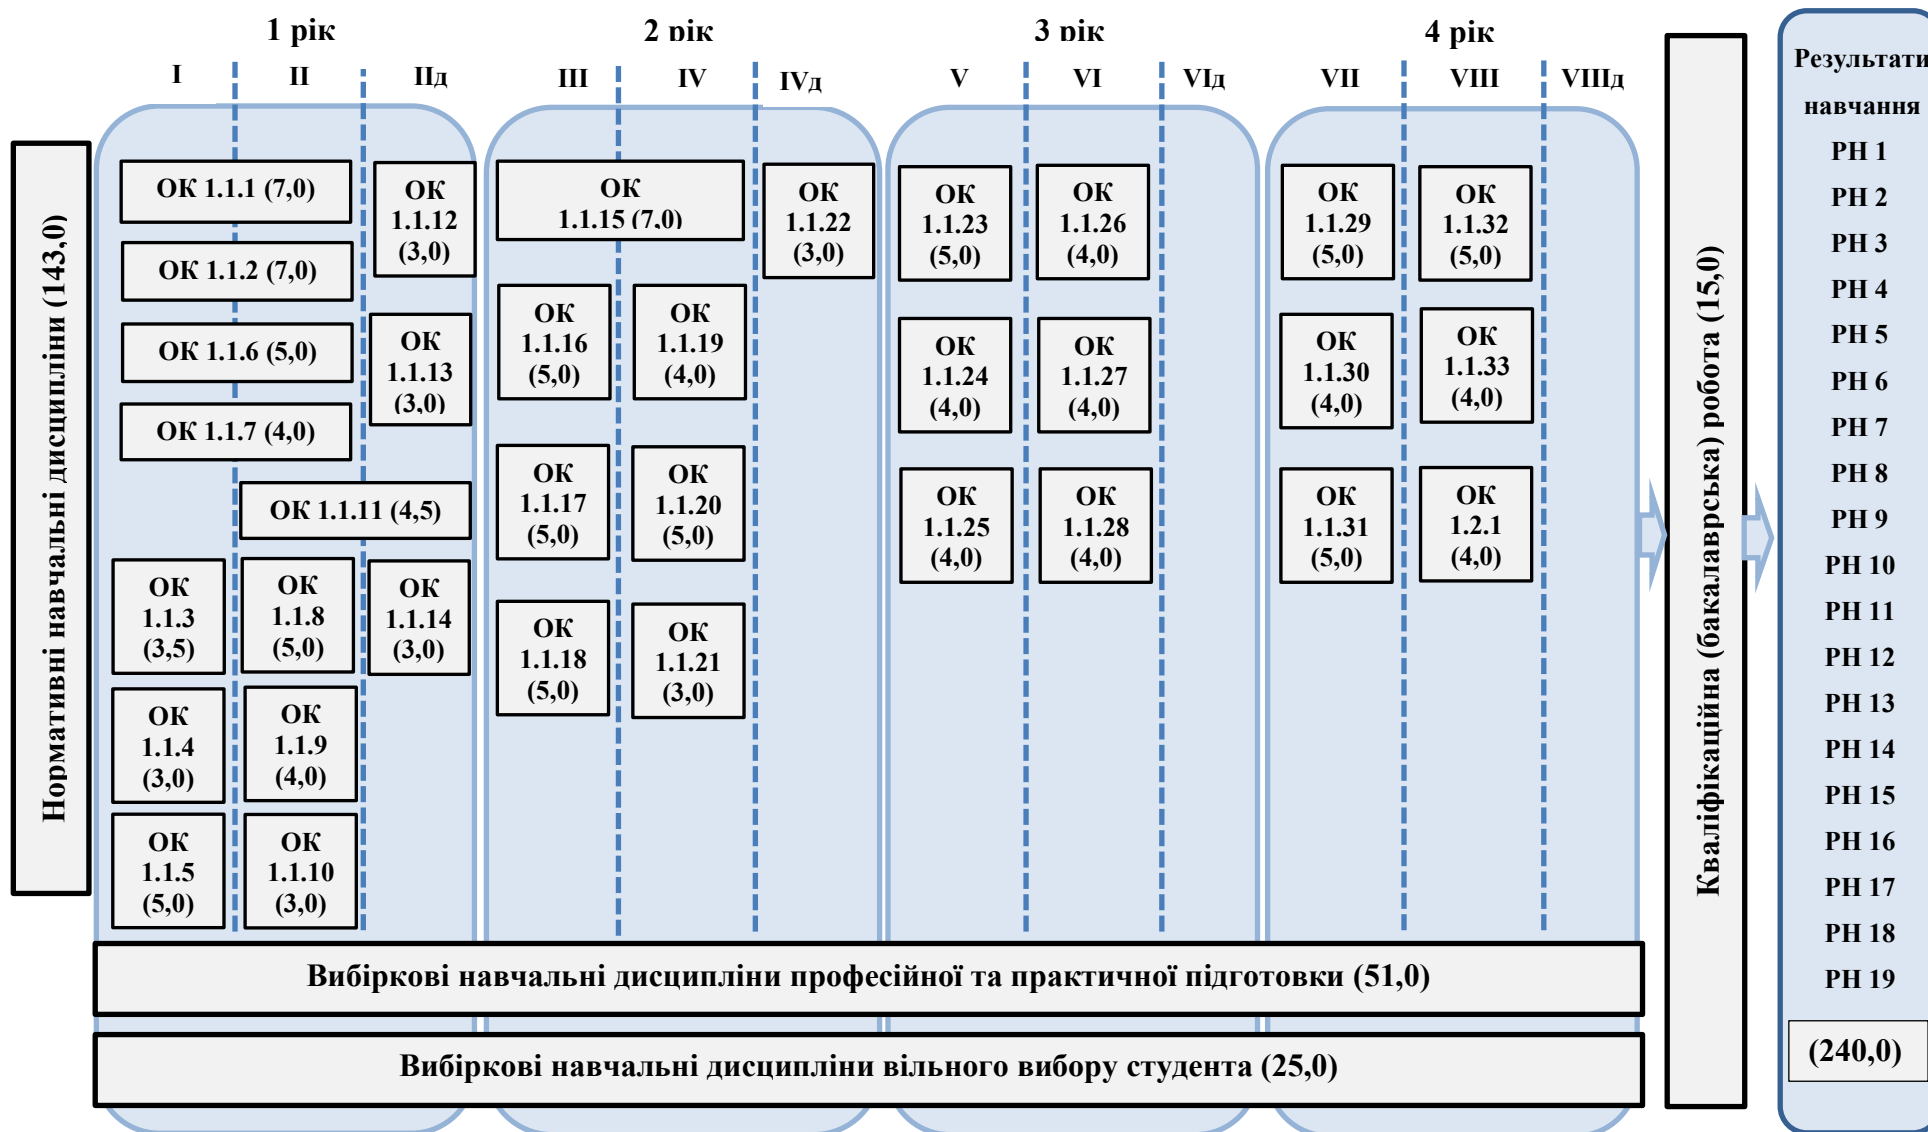 1 рік
2 рік
3 рік
4 рік
I
II
IIд
III
IV
IVд
V
VI
VIд
VII
VIII
VIIIд
Нормативні навчальні дисципліни (143,0)
ОК 1.1.1 (7,0)
ОК 1.1.2 (7,0)
ОК 1.1.6 (5,0)
ОК 1.1.7 (4,0)
ОК 1.1.11 (4,5)
ОК
1.1.3
(3,5)
ОК
1.1.4
(3,0)
ОК
1.1.5
(5,0)
ОК
1.1.8
(5,0)
ОК
1.1.9
(4,0)
ОК
1.1.10
(3,0)
ОК
1.1.12
(3,0)
ОК
1.1.13
(3,0)
ОК
1.1.14
(3,0)
ОК
1.1.15 (7,0)
ОК
1.1.16
(5,0)
ОК
1.1.17
(5,0)
ОК
1.1.18
(5,0)
ОК
1.1.19
(4,0)
ОК
1.1.20
(5,0)
ОК
1.1.21
(3,0)
ОК
1.1.22
(3,0)
ОК
1.1.23
(5,0)
ОК
1.1.24
(4,0)
ОК
1.1.25
(4,0)
ОК
1.1.26
(4,0)
ОК
1.1.27
(4,0)
ОК
1.1.28
(4,0)
ОК
1.1.29
(5,0)
ОК
1.1.30
(4,0)
ОК
1.1.31
(5,0)
ОК
1.1.32
(5,0)
ОК
1.1.33
(4,0)
ОК
1.2.1
(4,0)
Вибіркові навчальні дисципліни професійної та практичної підготовки (51,0)
Вибіркові навчальні дисципліни вільного вибору студента (25,0)
Кваліфікаційна (бакалаврська) робота (15,0)
Результати
навчання
РН 1
РН 2
РН 3
РН 4
РН 5
РН 6
РН 7
РН 8
РН 9
РН 10
РН 11
РН 12
РН 13
РН 14
РН 15
РН 16
РН 17
РН 18
РН 19
(240,0)